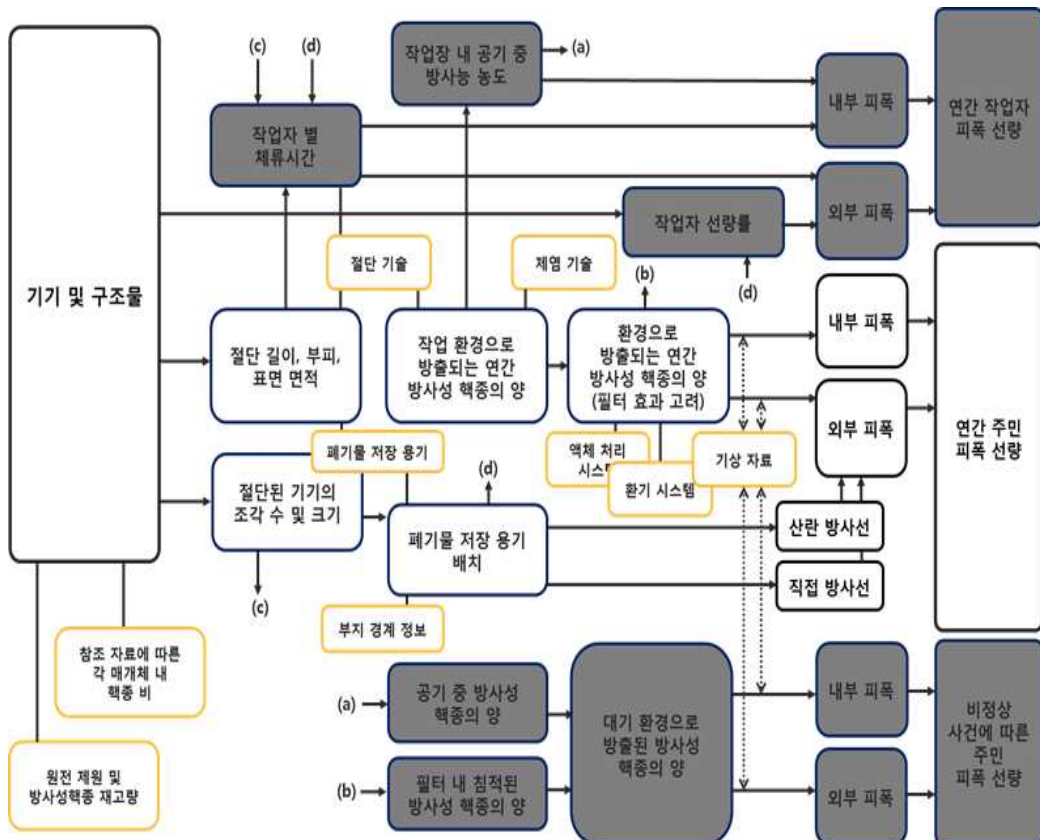 (c)
(d)
작업장 내 공기 중
방사능 농도
(a)
내부 피폭
연간 작업자
피폭 선량
작업자 별
체류시간
외부 피폭
작업자 선량률
(d)
기기 및 구조물
절단 기술
제염 기술
(b)
절단 길이, 부피,
표면 면적
작업 환경으로
방출되는 연간
방사성 핵종의 양
환경으로
방출되는 연간
방사성 핵종의 양
(필터 효과 고려)
내부 피폭
외부 피폭
연간 주민
피폭 선량
폐기물 저장 용기
액체 처리
시스템
환기 시스템
기상 자료
절단된 기기의
조각 수 및 크기
(c)
(d)
폐기물 저장 용기
배치
산란 방사선
직접 방사선
부지 경계 정보
참조 자료에 따른
각 매개체 내
핵종 비
원전 제원 및
방사성핵종 재고량
(a)
공기 중 방사성
핵종의 양
(b)
필터 내 침적된
방사성 핵종의 양
대기 환경으로
방출된 방사성
핵종의 양
내부 피폭
외부 피폭
비정상
사건에 따른
주민
피폭 선량